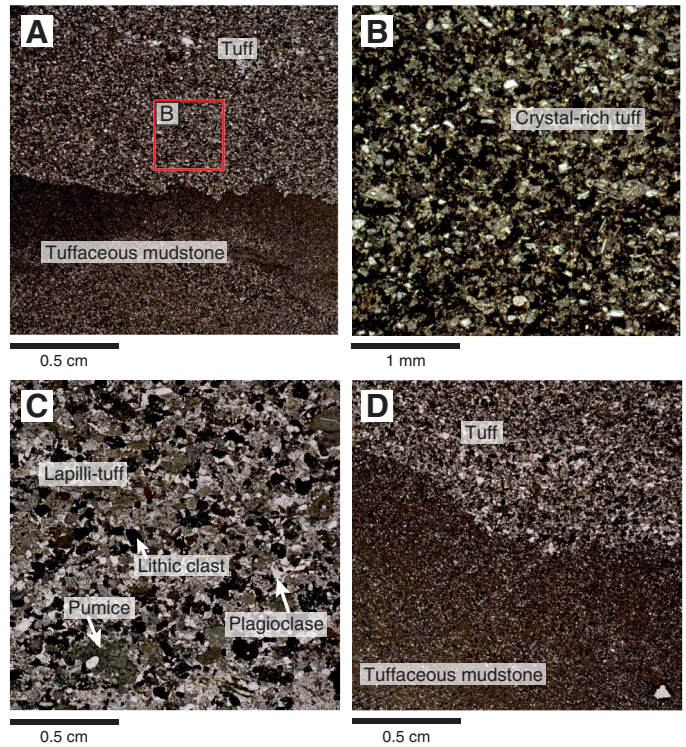 A
Tuff
B
Tuffaceous mudstone
0.5 cm
B
Crystal-rich tuff
1 mm
C
Lapilli-tuff
Lithic clast
Pumice
Plagioclase
0.5 cm
D
Tuff
Tuffaceous mudstone
0.5 cm